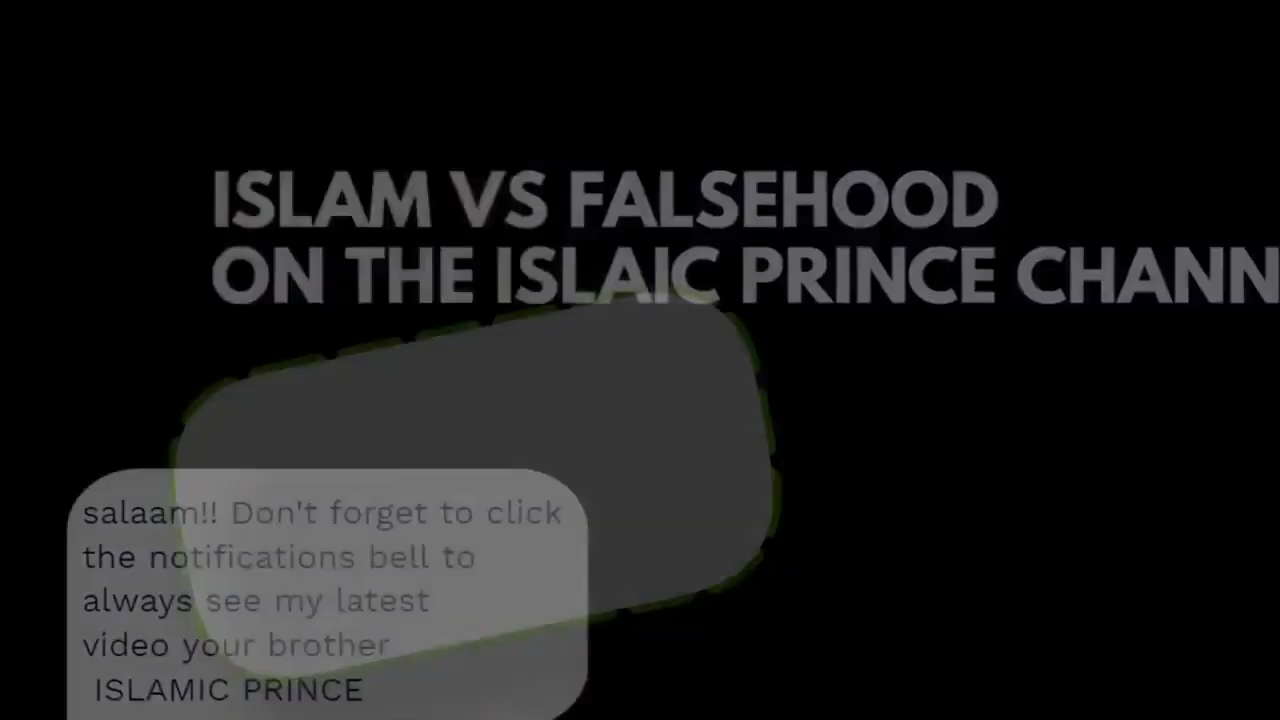 ISLAM VS FALSEHOOD
ON THE ISLAIC PRINCE CHANN
salaam!! Don't forget to click
the notifications bell to
always see my latest
video your brother
ISLAMIC PRINCE